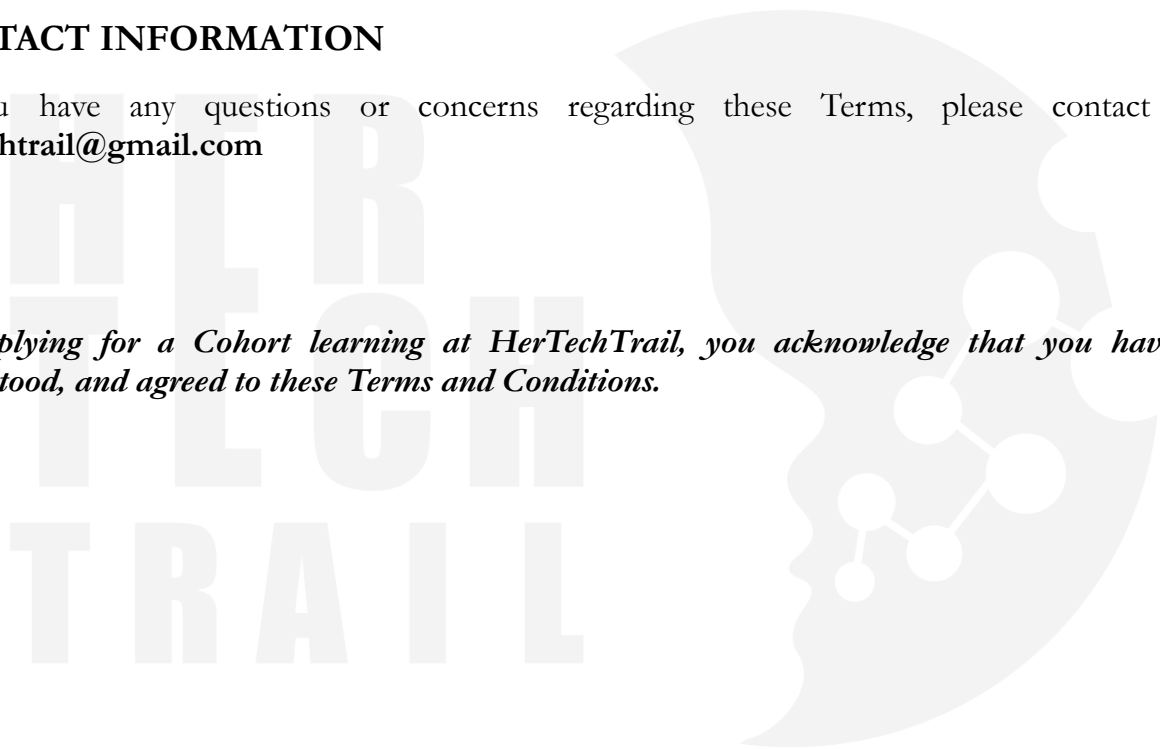 TACT INFORMATION
u have any questions or concerns regarding these Terms, please contact
htrail@gmail.com
plying for a Cohort learning at HerTechTrail, you acknowledge that you hav
tood, and agreed to these Terms and Conditions.
HER
TECH
TRAIL